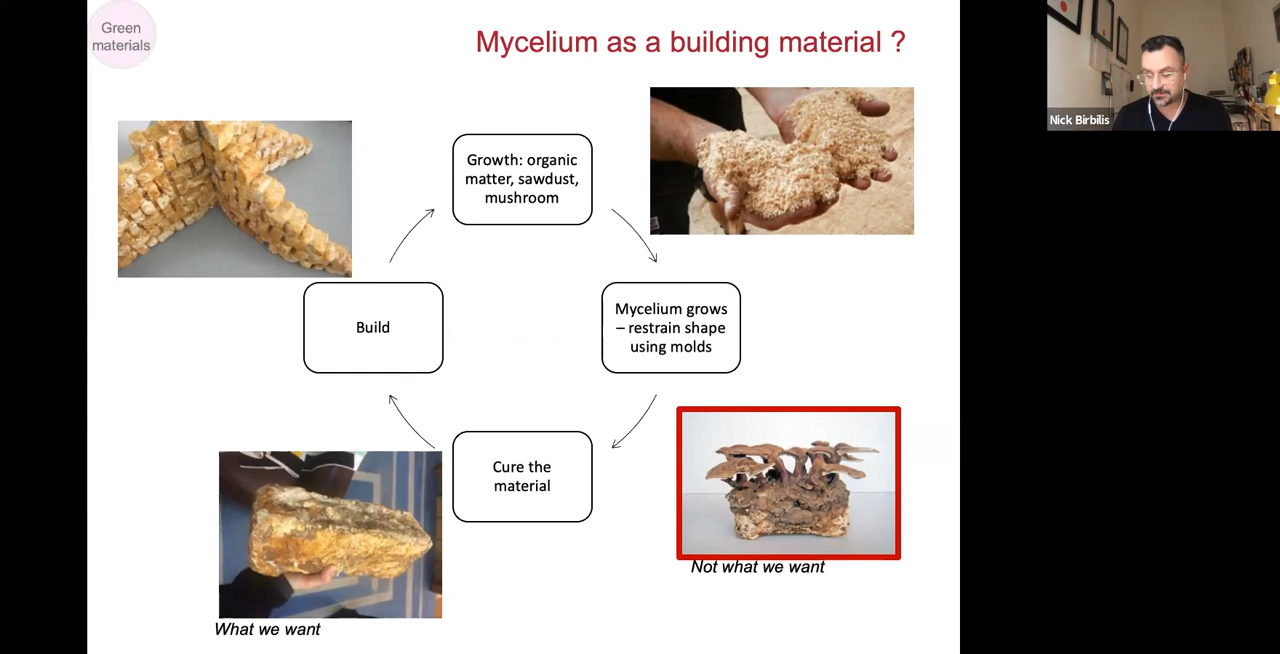 Green
materials
Mycelium as a building material ?
Nick Birbilis
Growth: organic
matter, sawdust,
mushroom
Mycelium grows
– restrain shape
using molds
Build
Cure the
material
Not what we want
What we want